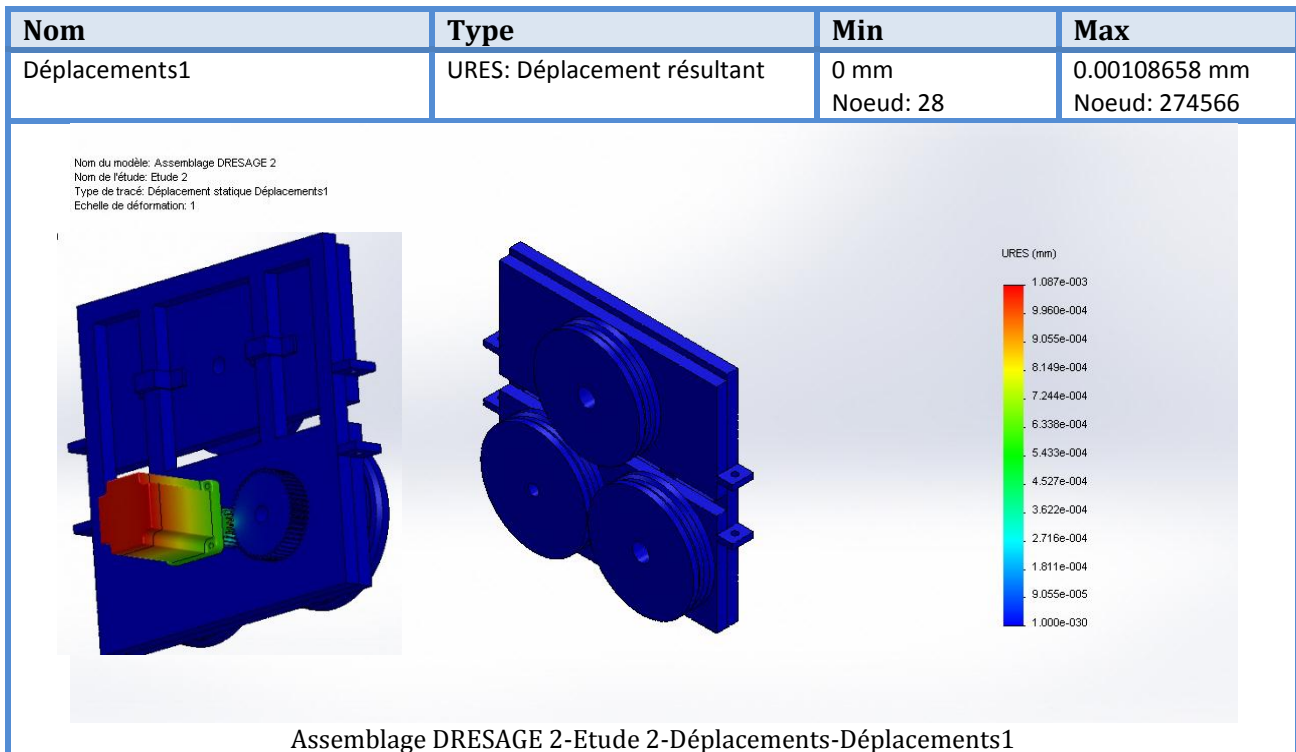 Nom Type Min Max
Déplacements1 URES: Déplacement résultant 0 mm 0.00108658 mm
Noeud: 28 Noeud: 274566
Nom du modèle: Assemblage DRESAGE 2
Nom de l'étude: Etude 2
Type de tracé: Déplacement statique Déplacements1
Echelle de déformation: 1
URES (mm)
1.087e-003
9.960e-004
9.055e-004
8.149e-004
7.244e-004
6.338e-004
5.433e-004
4.527e-004
3.622e-004
2.716e-004
1.811e-004
9.055e-005
1.000e-030
Assemblage DRESAGE 2-Etude 2-Déplacements-Déplacements1